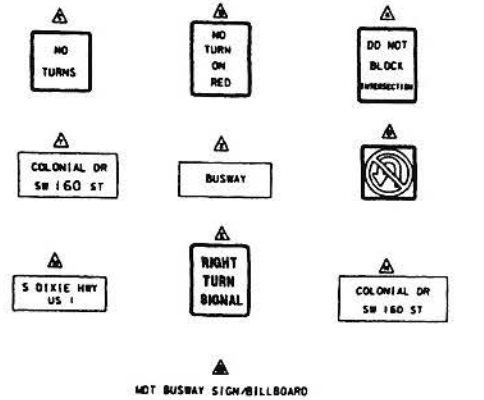 NO
TURNS
NO
TURN
ON
RED
DO NOT
BLOCK
INTERSECTION
COLONIAL DR
SW 160 ST
BUSWAY
S DIXIE HWY
US 1
RIGHT
TURN
SIGNAL
COLONIAL DR
SW 160 ST
MDT BUSWAY SIGN/BILLBOARD